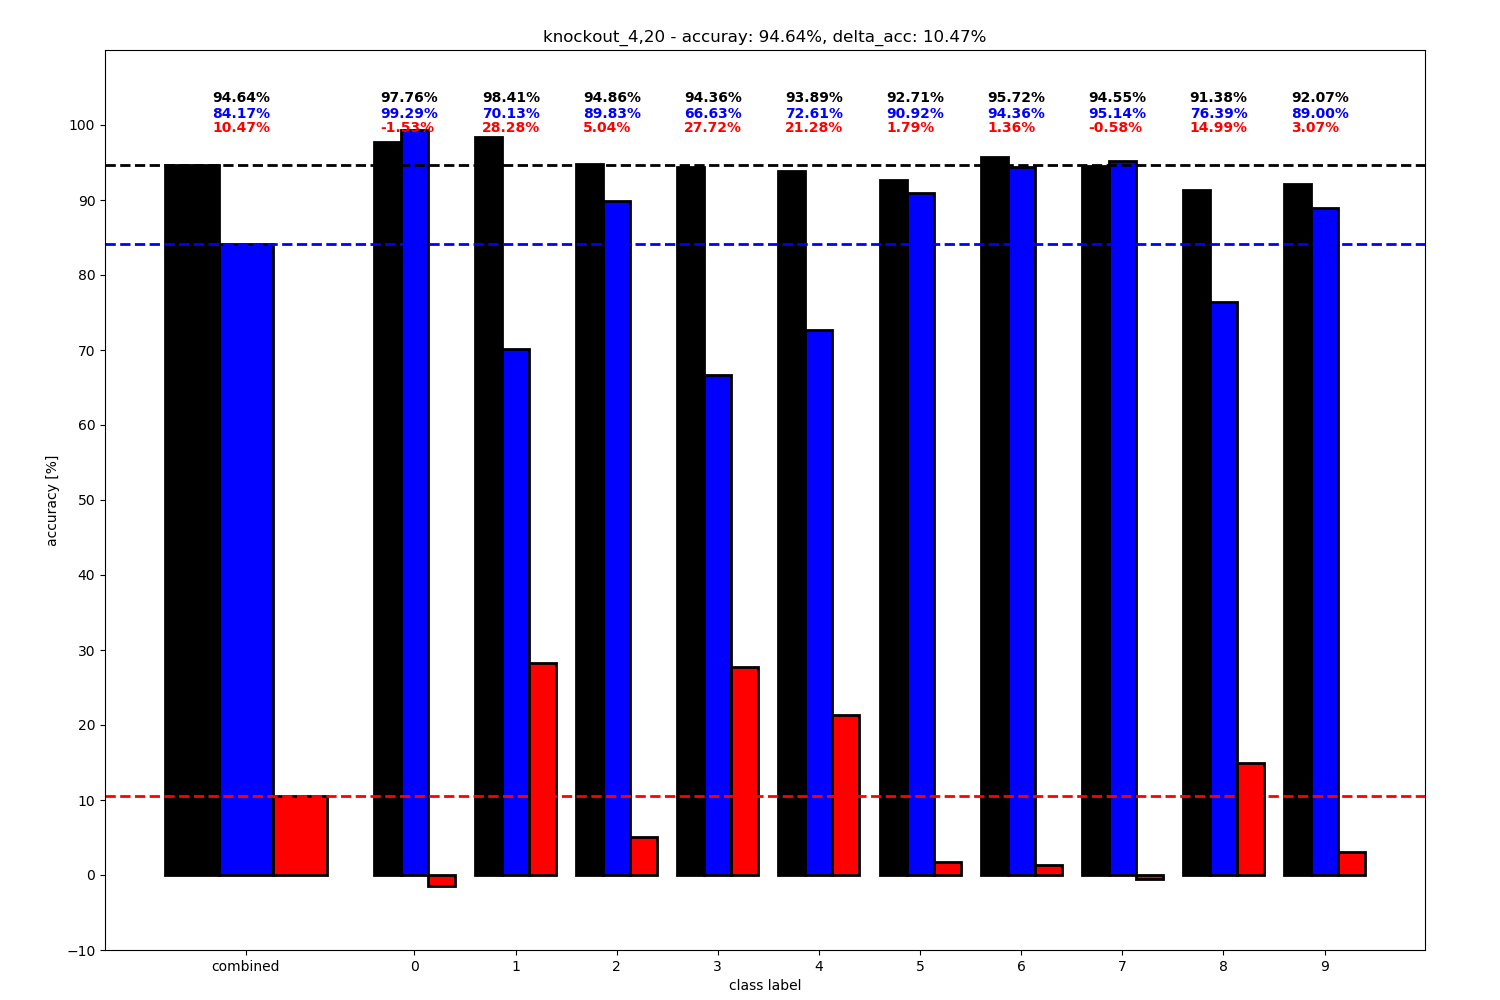 knockout_4,20 - accuray: 94.64%, delta_acc: 10.47%
94.64% 97.76% 98.41% 94.86% 94.36% 93.89% 92.71% 95.72% 94.55% 91.38% 92.07%
84.17% 99.29% 70.13% 89.83% 66.63% 72.61% 90.92% 94.36% 95.14% 76.39% 89.00%
10.47% -1.53% 28.28% 5.04% 27.72% 21.28% 1.79% 1.36% -0.58% 14.99% 3.07%
100
90
80
70
60
50
40
30
20
10
0
−10
accuracy [%]
combined 0 1 2 3 4 5 6 7 8 9
class label